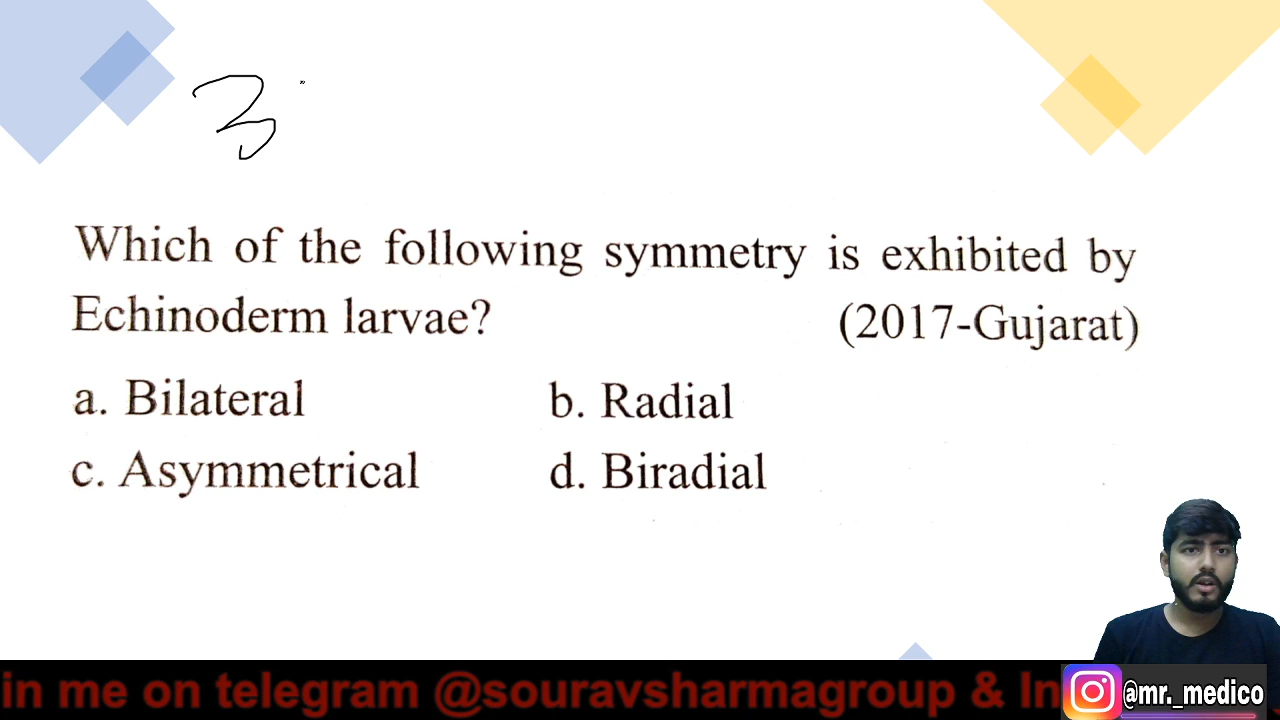 3
Which of the following symmetry is exhibited by
Echinoderm larvae? (2017-Gujarat)
a. Bilateral b. Radial
c. Asymmetrical d. Biradial
in me on telegram @souravsharmagroup & In
@mr._medico